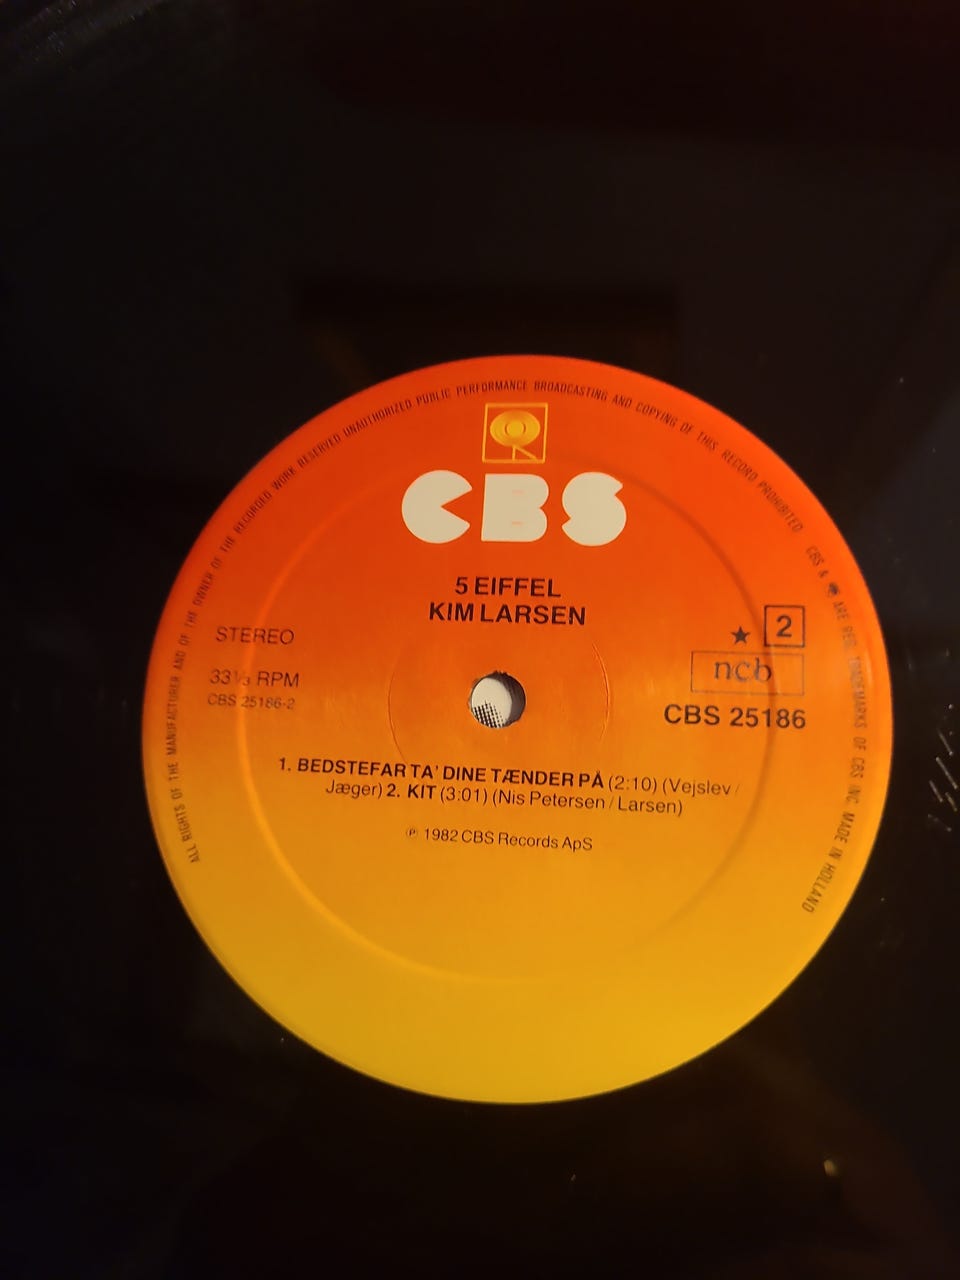 ALL RIGHTS OF THE MANUFACTURER AND OF THE OWNER OF THE RECORDED WORK RESERVED UNAUTHORIZED PUBLIC PERFORMANCE BROADCASTING AND COPYING OF THIS RECORD PROHIBITED CBS & ARE REG. TRADEMARKS OF CBS INC. MADE IN HOLLAND
CBS
5 EIFFEL
KIM LARSEN
STEREO
33⅓ RPM
CBS 25186-2
★ 2
ncb
CBS 25186
1. BEDSTEFAR TA' DINE TÆNDER PÅ (2:10) (Vejslev /
Jæger) 2. KIT (3:01) (Nis Petersen / Larsen)
℗ 1982 CBS Records ApS